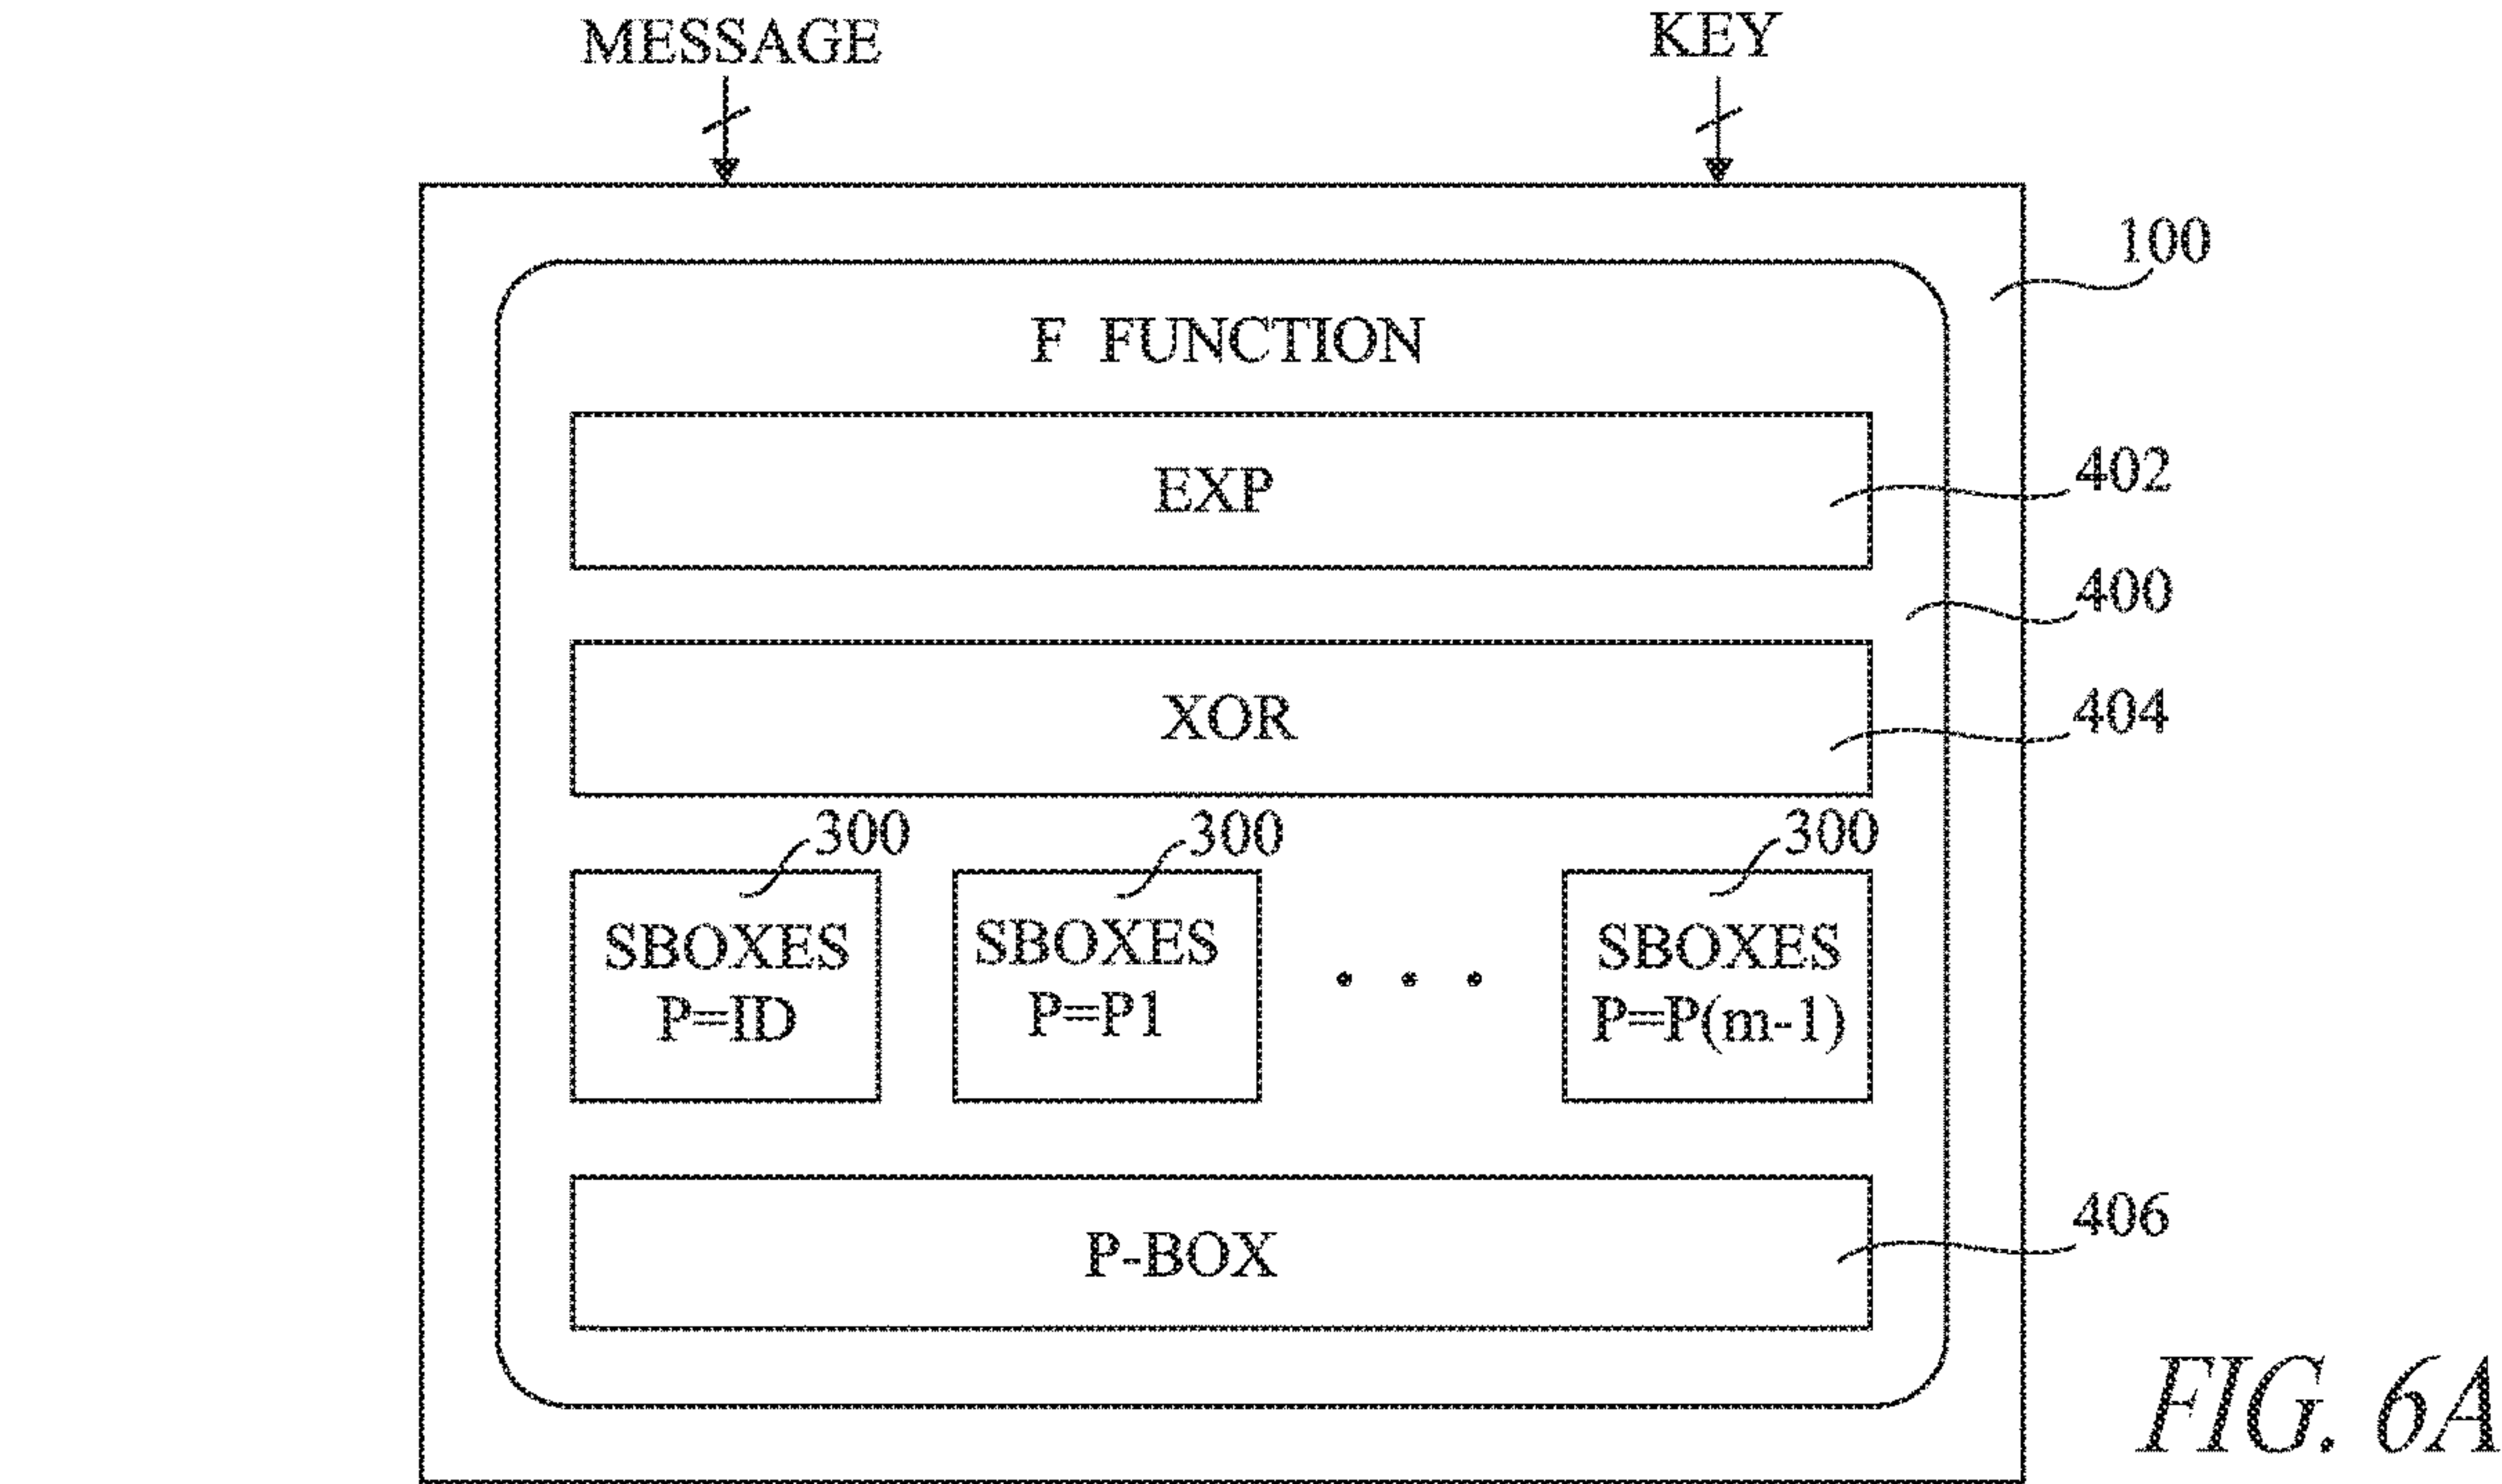 MESSAGE
KEY
100
F FUNCTION
EXP
402
400
XOR
404
300
300
300
SBOXES
P=ID
SBOXES
P=P1
. . .
SBOXES
P=P(m-1)
P-BOX
406
FIG. 6A